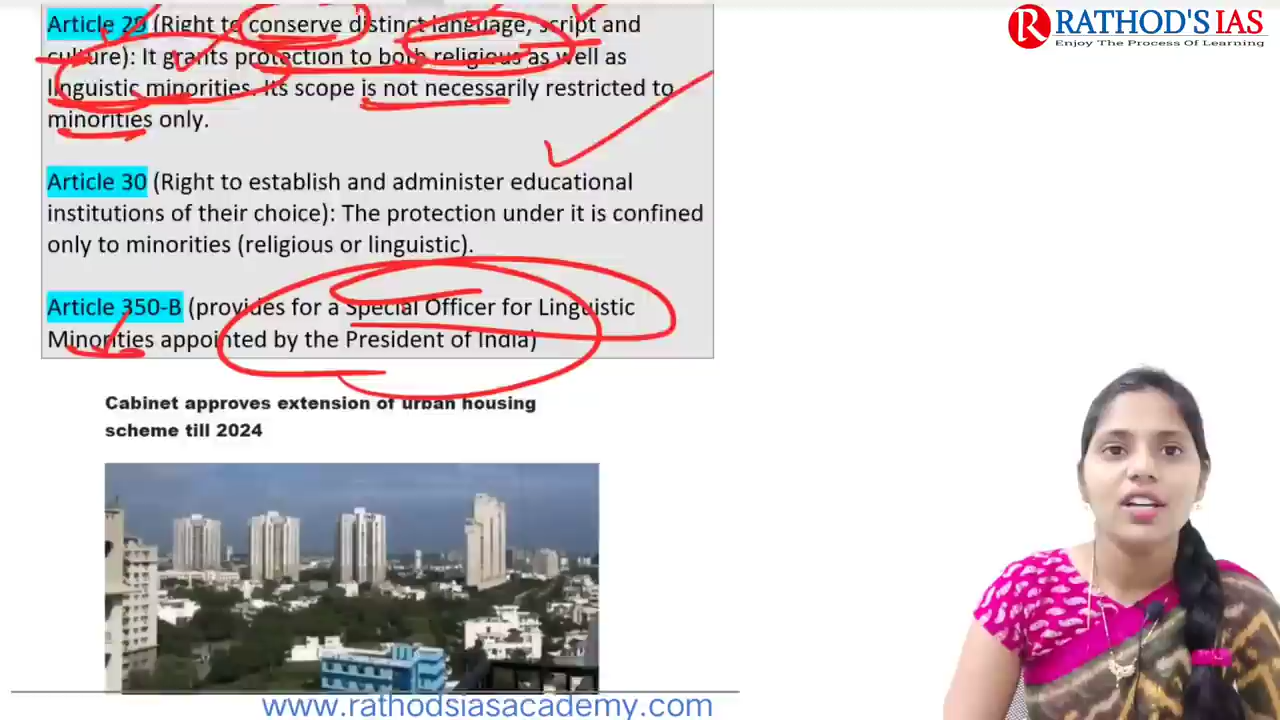 Article 29 (Right to conserve distinct language, script and
culture): It grants protection to both religious as well as
linguistic minorities. Its scope is not necessarily restricted to
minorities only.
Article 30 (Right to establish and administer educational
institutions of their choice): The protection under it is confined
only to minorities (religious or linguistic).
Article 350-B (provides for a Special Officer for Linguistic
Minorities appointed by the President of India)
Cabinet approves extension of urban housing
scheme till 2024
R RATHOD'S IAS
Enjoy The Process Of Learning
www.rathodsiasacademy.com